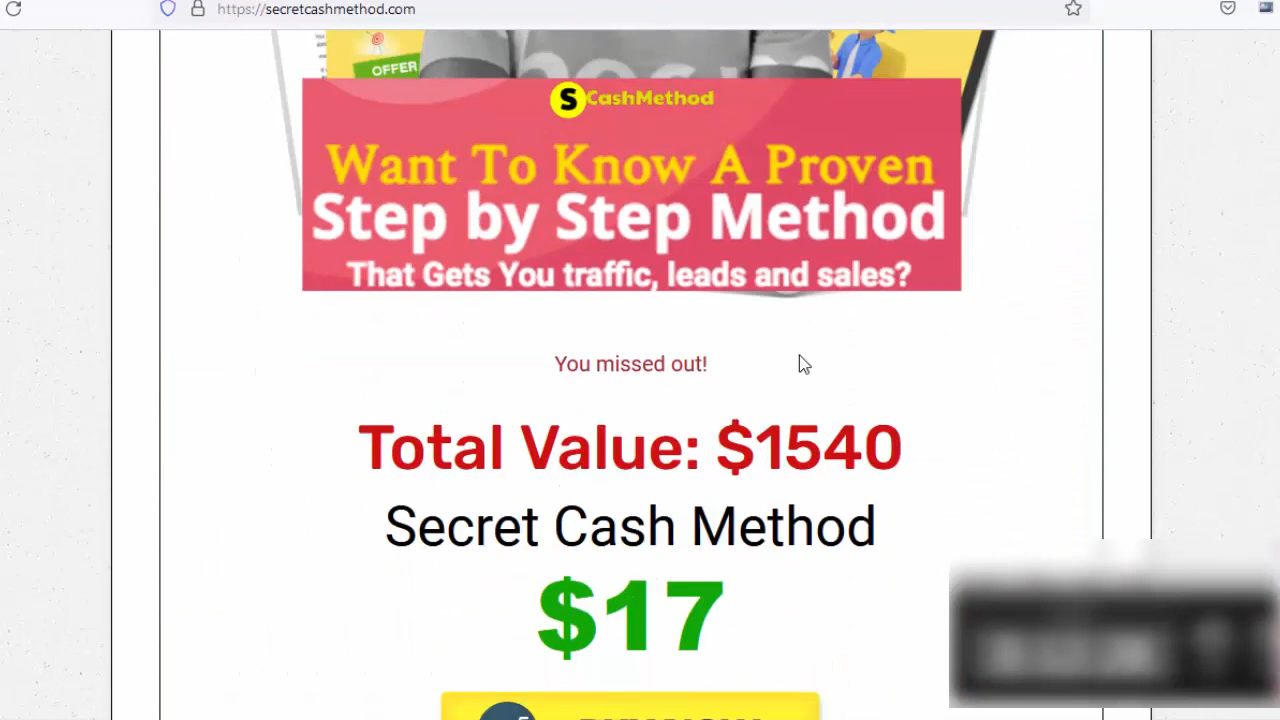 https://secretcashmethod.com
OFFER
S CashMethod
Want To Know A Proven
Step by Step Method
That Gets You traffic, leads and sales?
You missed out!
Total Value: $1540
Secret Cash Method
$17